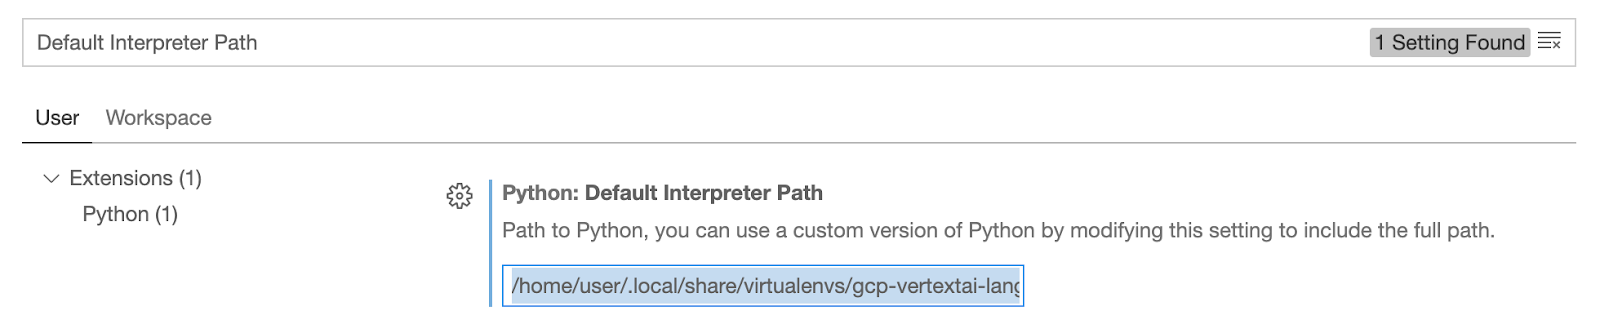 Default Interpreter Path
1 Setting Found
User
Workspace
Extensions (1)
Python (1)
Python: Default Interpreter Path
Path to Python, you can use a custom version of Python by modifying this setting to include the full path.
/home/user/.local/share/virtualenvs/gcp-vertextai-lang